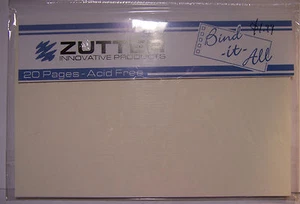 ZUTTER
INNOVATIVE PRODUCTS
20 Pages - Acid Free
Bind
-it-
All